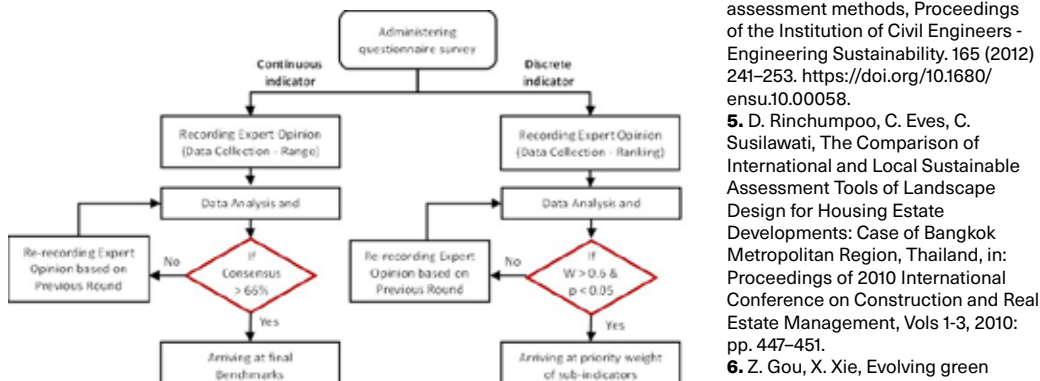 Administering
questionnaire survey
Continuous
indicator
Discrete
indicator
Recording Expert Opinion
(Data Collection - Range)
Recording Expert Opinion
(Data Collection - Ranking)
Data Analysis and
Data Analysis and
Re-recording Expert
Opinion based on
Previous Round
No
If
Consensus
> 66%
Re-recording Expert
Opinion based on
Previous Round
No
If
W > 0.6 &
p < 0.05
Yes
Yes
Arriving at final
Benchmarks
Arriving at priority weight
of sub-indicators
assessment methods, Proceedings
of the Institution of Civil Engineers -
Engineering Sustainability. 165 (2012)
241–253. https://doi.org/10.1680/
ensu.10.00058.
5. D. Rinchumpoo, C. Eves, C.
Susilawati, The Comparison of
International and Local Sustainable
Assessment Tools of Landscape
Design for Housing Estate
Developments: Case of Bangkok
Metropolitan Region, Thailand, in:
Proceedings of 2010 International
Conference on Construction and Real
Estate Management, Vols 1-3, 2010:
pp. 447–451.
6. Z. Gou, X. Xie, Evolving green